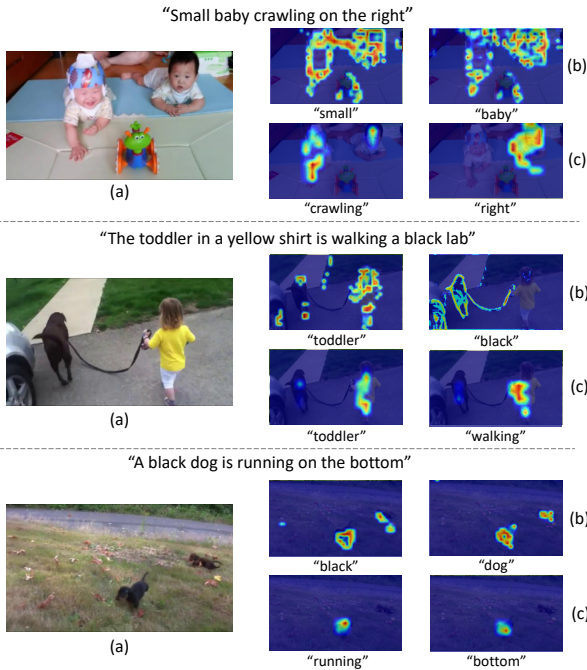 “Small baby crawling on the right”
(b)
“small” “baby”
(c)
(a) “crawling” “right”
“The toddler in a yellow shirt is walking a black lab”
(b)
“toddler” “black”
(c)
(a) “toddler” “walking”
“A black dog is running on the bottom”
(b)
“black” “dog”
(c)
(a) “running” “bottom”